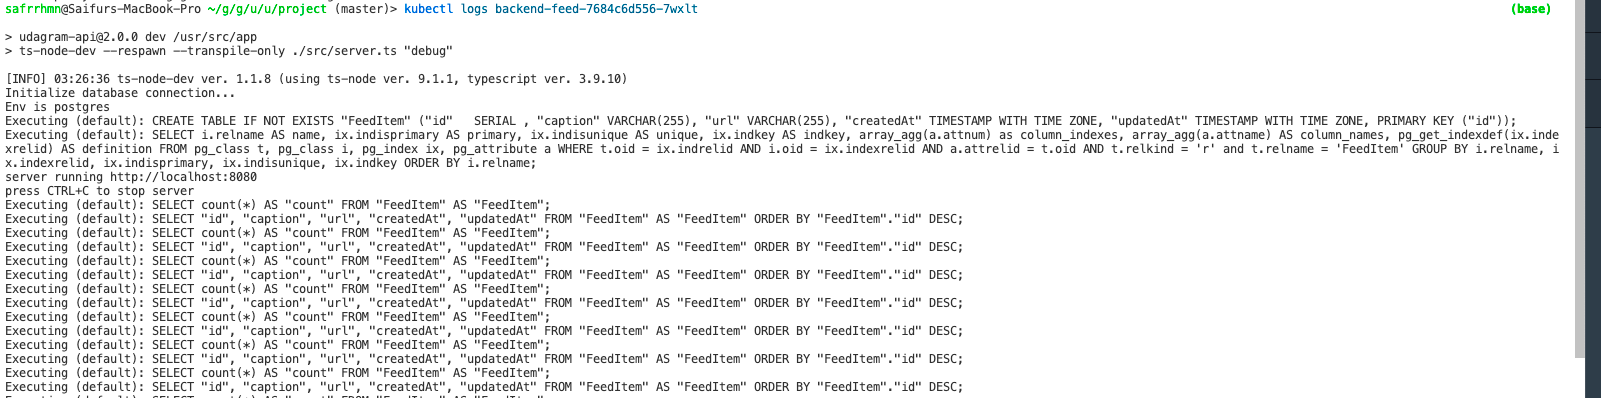 safrrhmn@Saifurs-MacBook-Pro ~/g/g/u/u/project (master)> kubectl logs backend-feed-7684c6d556-7wxlt (base)
> udagram-api@2.0.0 dev /usr/src/app
> ts-node-dev --respawn --transpile-only ./src/server.ts "debug"
[INFO] 03:26:36 ts-node-dev ver. 1.1.8 (using ts-node ver. 9.1.1, typescript ver. 3.9.10)
Initialize database connection...
Env is postgres
Executing (default): CREATE TABLE IF NOT EXISTS "FeedItem" ("id"   SERIAL , "caption" VARCHAR(255), "url" VARCHAR(255), "createdAt" TIMESTAMP WITH TIME ZONE, "updatedAt" TIMESTAMP WITH TIME ZONE, PRIMARY KEY ("id"));
Executing (default): SELECT i.relname AS name, ix.indisprimary AS primary, ix.indisunique AS unique, ix.indkey AS indkey, array_agg(a.attnum) as column_indexes, array_agg(a.attname) AS column_names, pg_get_indexdef(ix.inde
xrelid) AS definition FROM pg_class t, pg_class i, pg_index ix, pg_attribute a WHERE t.oid = ix.indrelid AND i.oid = ix.indexrelid AND a.attrelid = t.oid AND t.relkind = 'r' and t.relname = 'FeedItem' GROUP BY i.relname, i
x.indexrelid, ix.indisprimary, ix.indisunique, ix.indkey ORDER BY i.relname;
server running http://localhost:8080
press CTRL+C to stop server
Executing (default): SELECT count(*) AS "count" FROM "FeedItem" AS "FeedItem";
Executing (default): SELECT "id", "caption", "url", "createdAt", "updatedAt" FROM "FeedItem" AS "FeedItem" ORDER BY "FeedItem"."id" DESC;
Executing (default): SELECT count(*) AS "count" FROM "FeedItem" AS "FeedItem";
Executing (default): SELECT "id", "caption", "url", "createdAt", "updatedAt" FROM "FeedItem" AS "FeedItem" ORDER BY "FeedItem"."id" DESC;
Executing (default): SELECT count(*) AS "count" FROM "FeedItem" AS "FeedItem";
Executing (default): SELECT "id", "caption", "url", "createdAt", "updatedAt" FROM "FeedItem" AS "FeedItem" ORDER BY "FeedItem"."id" DESC;
Executing (default): SELECT count(*) AS "count" FROM "FeedItem" AS "FeedItem";
Executing (default): SELECT "id", "caption", "url", "createdAt", "updatedAt" FROM "FeedItem" AS "FeedItem" ORDER BY "FeedItem"."id" DESC;
Executing (default): SELECT count(*) AS "count" FROM "FeedItem" AS "FeedItem";
Executing (default): SELECT "id", "caption", "url", "createdAt", "updatedAt" FROM "FeedItem" AS "FeedItem" ORDER BY "FeedItem"."id" DESC;
Executing (default): SELECT count(*) AS "count" FROM "FeedItem" AS "FeedItem";
Executing (default): SELECT "id", "caption", "url", "createdAt", "updatedAt" FROM "FeedItem" AS "FeedItem" ORDER BY "FeedItem"."id" DESC;
Executing (default): SELECT count(*) AS "count" FROM "FeedItem" AS "FeedItem";
Executing (default): SELECT "id", "caption", "url", "createdAt", "updatedAt" FROM "FeedItem" AS "FeedItem" ORDER BY "FeedItem"."id" DESC;